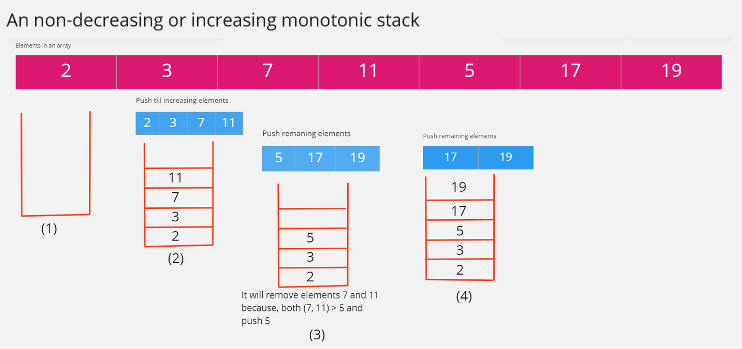 An non-decreasing or increasing monotonic stack
Elements in an array
2 3 7 11 5 17 19
Push till increasing elements
2 3 7 11
11
7
3
2
(1)
(2)
Push remaning elements
5 17 19
5
3
2
It will remove elements 7 and 11
because, both (7, 11) > 5 and
push 5
(3)
Push remaining elements
17 19
19
17
5
3
2
(4)